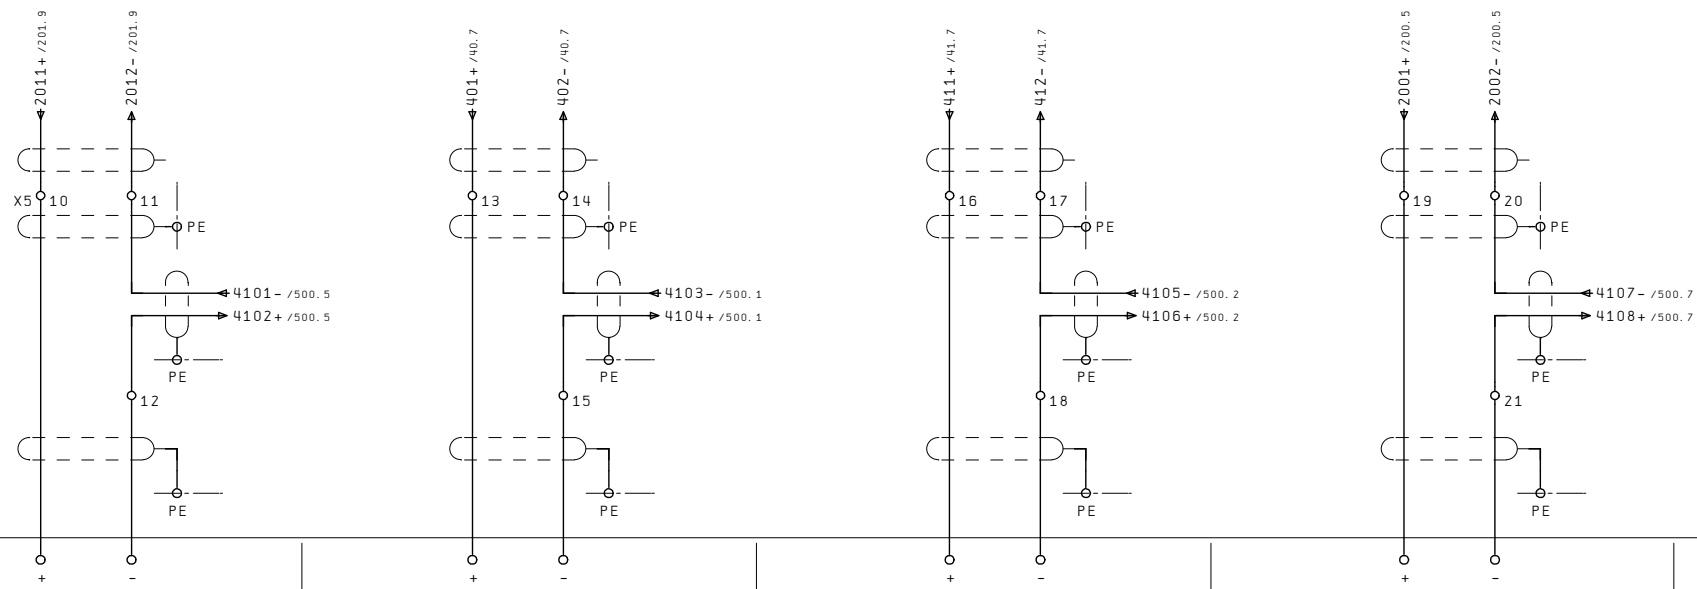 2011+ /201.9
2012- /201.9
401+ /40.7
402- /40.7
411+ /41.7
412- /41.7
2001+ /200.5
2002- /200.5
X5 10 11 13 14 16 17 19 20
PE PE PE PE
4101- /500.5 4103- /500.1 4105- /500.2 4107- /500.7
4102+ /500.5 4104+ /500.1 4106+ /500.2 4108+ /500.7
PE PE PE PE
12 15 18 21
PE PE PE PE
+ - + - + - + -